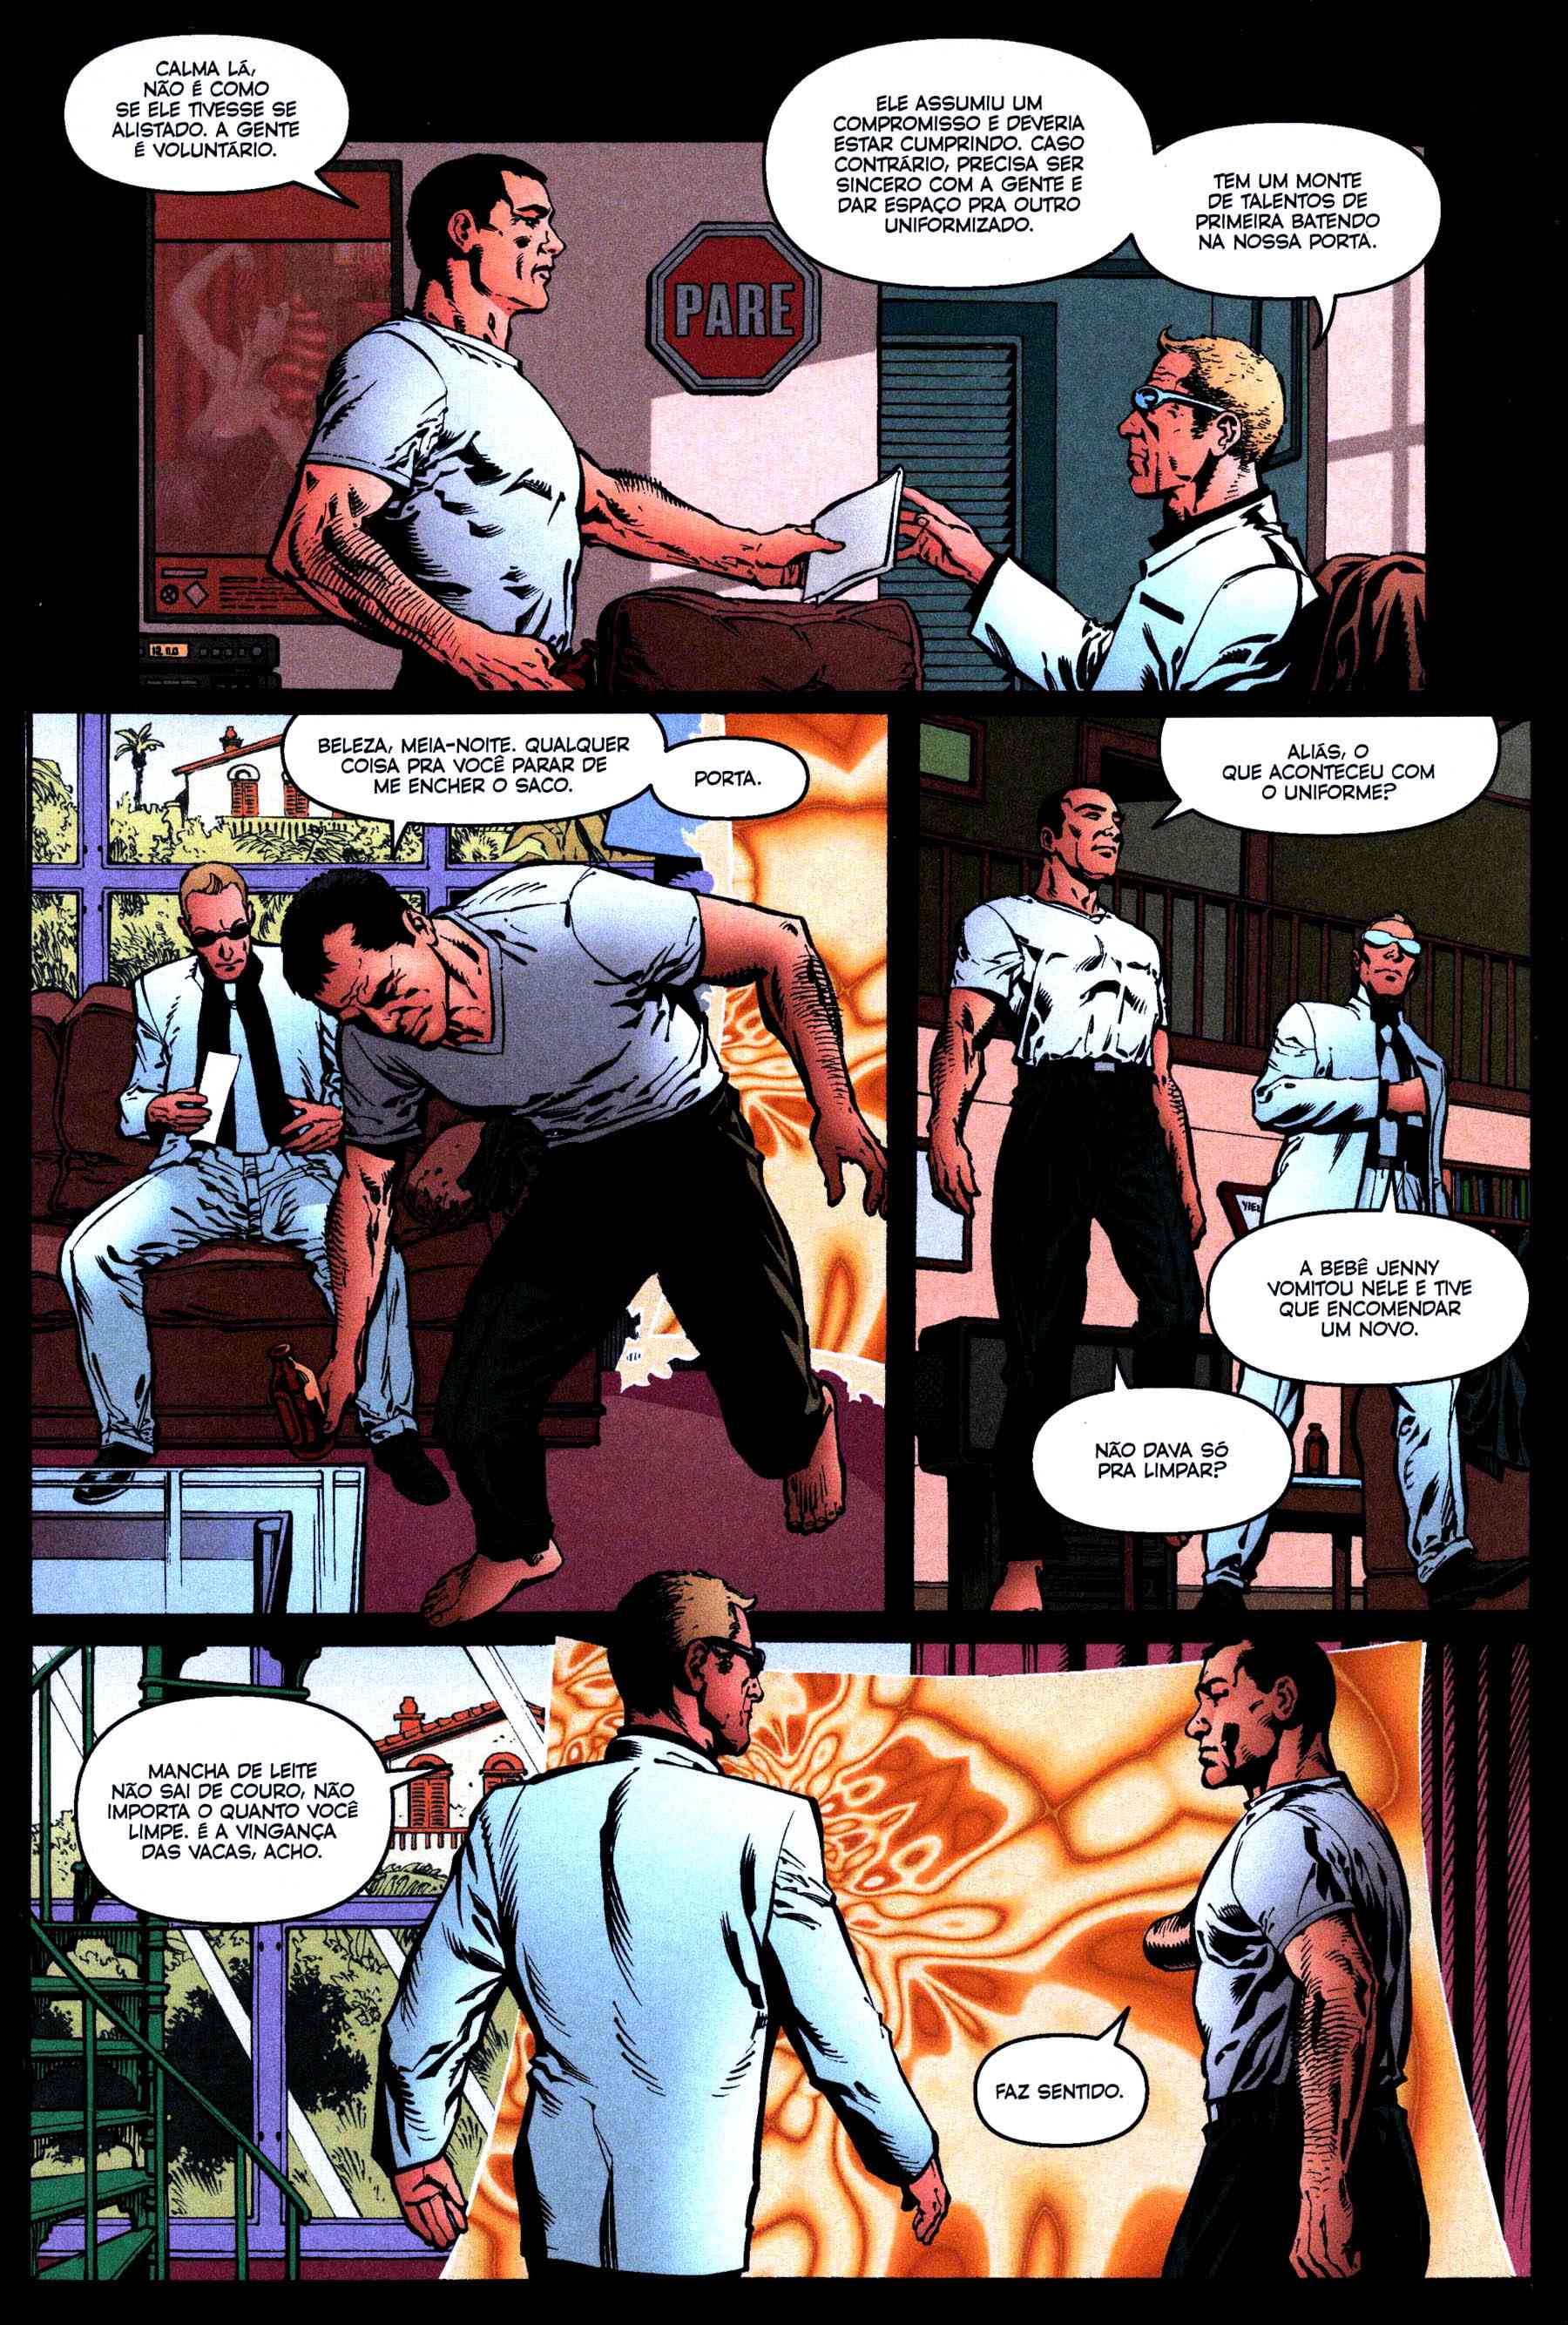 CALMA LÁ,
NÃO É COMO
SE ELE TIVESSE SE
ALISTADO. A GENTE
É VOLUNTÁRIO.
ELE ASSUMIU UM
COMPROMISSO E DEVERIA
ESTAR CUMPRINDO. CASO
CONTRÁRIO, PRECISA SER
SINCERO COM A GENTE E
DAR ESPAÇO PRA OUTRO
UNIFORMIZADO.
TEM UM MONTE
DE TALENTOS DE
PRIMEIRA BATENDO
NA NOSSA PORTA.
PARE
BELEZA, MEIA-NOITE. QUALQUER
COISA PRA VOCÊ PARAR DE
ME ENCHER O SACO.
PORTA.
ALIÁS, O
QUE ACONTECEU COM
O UNIFORME?
A BEBÊ JENNY
VOMITOU NELE E TIVE
QUE ENCOMENDAR
UM NOVO.
NÃO DAVA SÓ
PRA LIMPAR?
MANCHA DE LEITE
NÃO SAI DE COURO, NÃO
IMPORTA O QUANTO VOCÊ
LIMPE. É A VINGANÇA
DAS VACAS, ACHO.
FAZ SENTIDO.